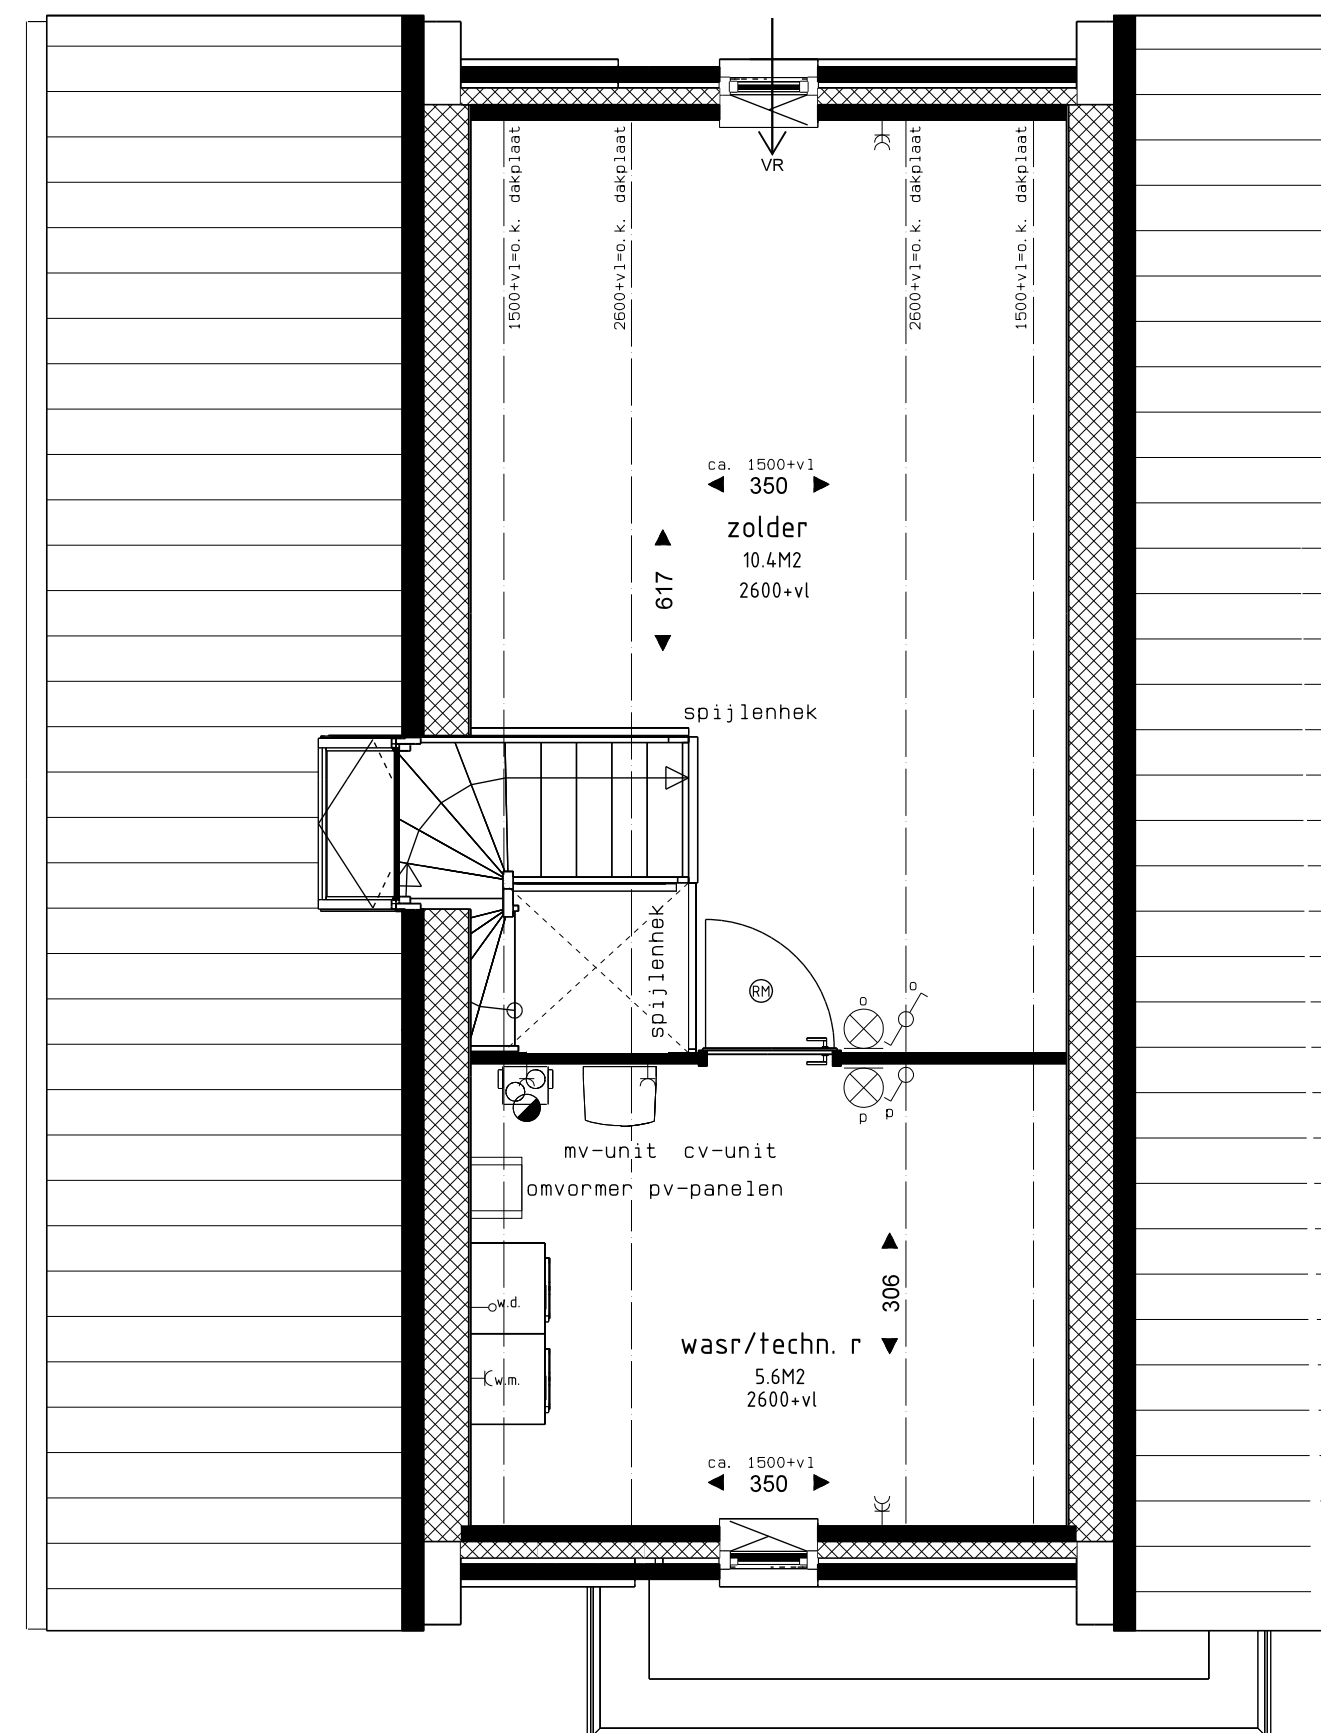 VR
1500+vl=o.k. dakplaat
2600+vl=o.k. dakplaat
2600+vl=o.k. dakplaat
1500+vl=o.k. dakplaat
ca. 1500+vl
350
zolder
10.4M2
2600+vl
617
spijlenhek
spijlenhek
RM
o
o
p
p
mv-unit cv-unit
omvormer pv-panelen
306
w.d.
wasr/techn. r
5.6M2
w.m.
2600+vl
ca. 1500+vl
350